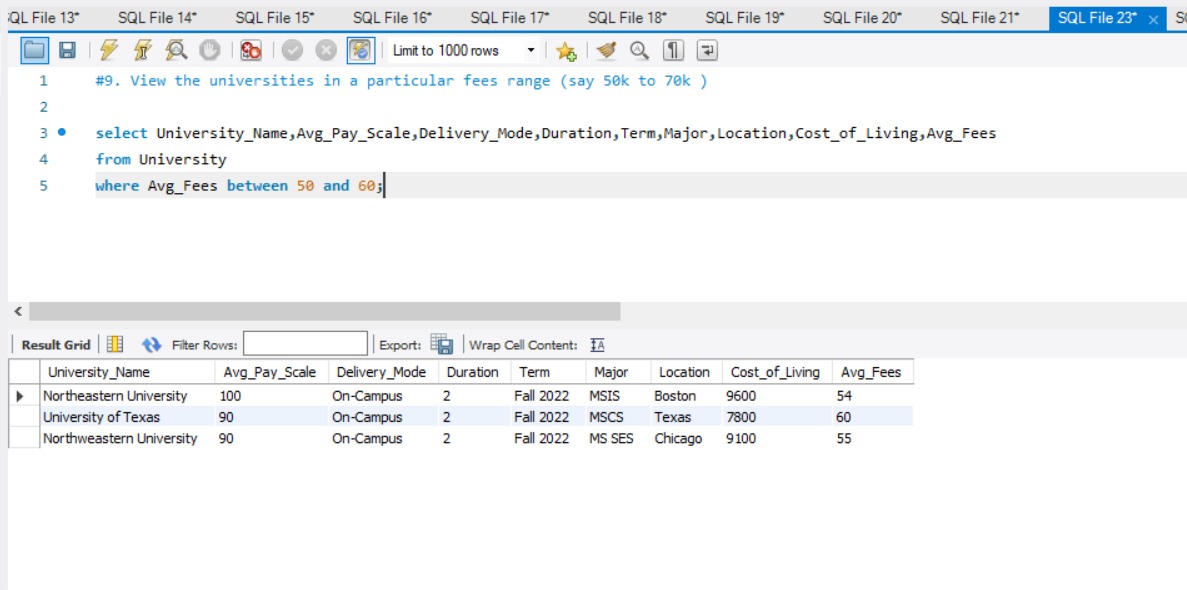 SQL File 13* SQL File 14* SQL File 15* SQL File 16* SQL File 17* SQL File 18* SQL File 19* SQL File 20* SQL File 21* SQL File 23*
Limit to 1000 rows
1 #9. View the universities in a particular fees range (say 50k to 70k )
2
3 select University_Name,Avg_Pay_Scale,Delivery_Mode,Duration,Term,Major,Location,Cost_of_Living,Avg_Fees
4 from University
5 where Avg_Fees between 50 and 60;
Result Grid Filter Rows: Export: Wrap Cell Content:
University_Name Avg_Pay_Scale Delivery_Mode Duration Term Major Location Cost_of_Living Avg_Fees
Northeastern University 100 On-Campus 2 Fall 2022 MSIS Boston 9600 54
University of Texas 90 On-Campus 2 Fall 2022 MSCS Texas 7800 60
Northweastern University 90 On-Campus 2 Fall 2022 MS SES Chicago 9100 55